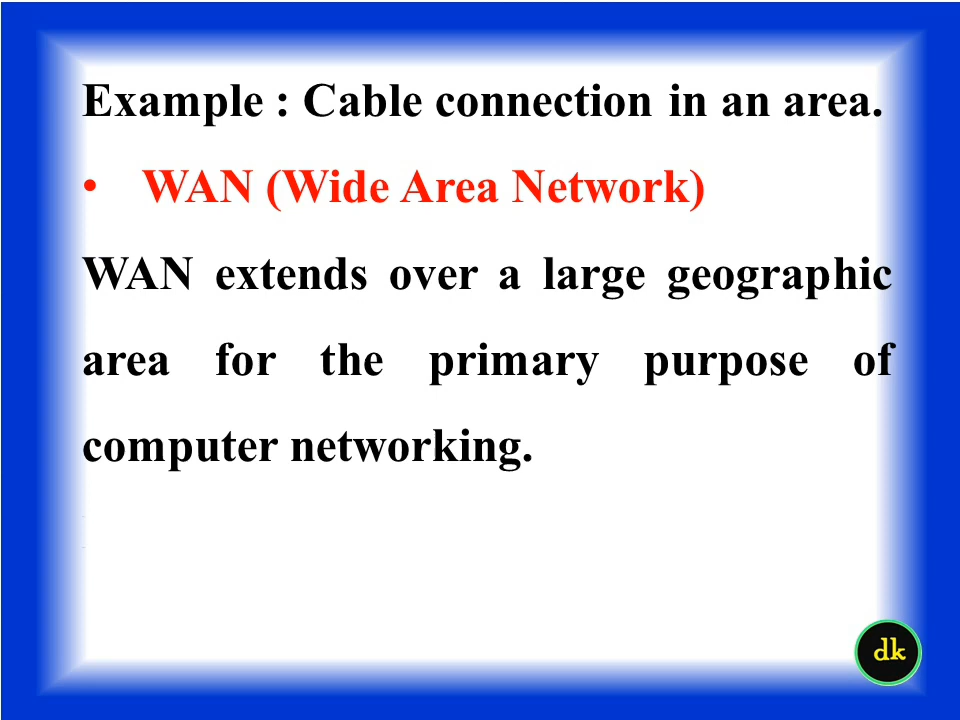 Example : Cable connection in an area.
• WAN (Wide Area Network)
WAN extends over a large geographic
area for the primary purpose of
computer networking.
dk